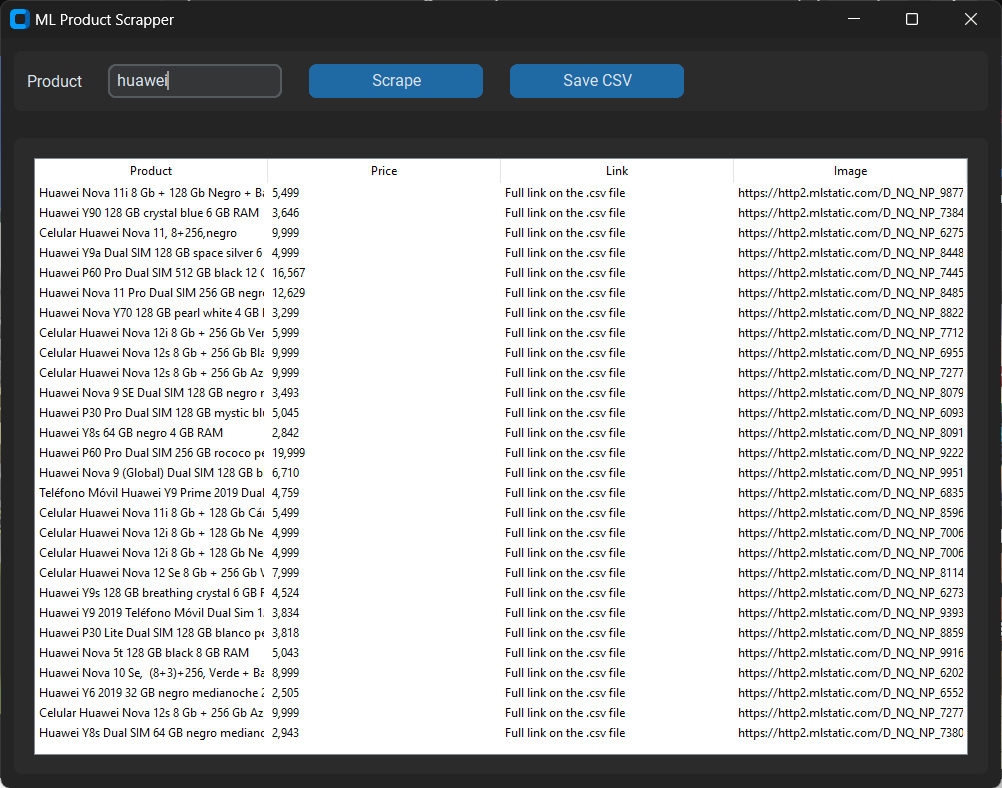 ML Product Scrapper
Product huawei Scrape Save CSV
Product Price Link Image
Huawei Nova 11i 8 Gb + 128 Gb Negro + Ba 5,499 Full link on the .csv file https://http2.mlstatic.com/D_NQ_NP_9877
Huawei Y90 128 GB crystal blue 6 GB RAM 3,646 Full link on the .csv file https://http2.mlstatic.com/D_NQ_NP_7384
Celular Huawei Nova 11, 8+256,negro 9,999 Full link on the .csv file https://http2.mlstatic.com/D_NQ_NP_6275
Huawei Y9a Dual SIM 128 GB space silver 6 4,999 Full link on the .csv file https://http2.mlstatic.com/D_NQ_NP_8448
Huawei P60 Pro Dual SIM 512 GB black 12 16,567 Full link on the .csv file https://http2.mlstatic.com/D_NQ_NP_7445
Huawei Nova 11 Pro Dual SIM 256 GB negr 12,629 Full link on the .csv file https://http2.mlstatic.com/D_NQ_NP_8485
Huawei Nova Y70 128 GB pearl white 4 GB 3,299 Full link on the .csv file https://http2.mlstatic.com/D_NQ_NP_8822
Celular Huawei Nova 12i 8 Gb + 256 Gb Ver 5,999 Full link on the .csv file https://http2.mlstatic.com/D_NQ_NP_7712
Celular Huawei Nova 12s 8 Gb + 256 Gb Bla 9,999 Full link on the .csv file https://http2.mlstatic.com/D_NQ_NP_6955
Celular Huawei Nova 12s 8 Gb + 256 Gb Az 9,999 Full link on the .csv file https://http2.mlstatic.com/D_NQ_NP_7277
Huawei Nova 9 SE Dual SIM 128 GB negro r 3,493 Full link on the .csv file https://http2.mlstatic.com/D_NQ_NP_8079
Huawei P30 Pro Dual SIM 128 GB mystic bl 5,045 Full link on the .csv file https://http2.mlstatic.com/D_NQ_NP_6093
Huawei Y8s 64 GB negro 4 GB RAM 2,842 Full link on the .csv file https://http2.mlstatic.com/D_NQ_NP_8091
Huawei P60 Pro Dual SIM 256 GB rococo pe 19,999 Full link on the .csv file https://http2.mlstatic.com/D_NQ_NP_9222
Huawei Nova 9 (Global) Dual SIM 128 GB b 6,710 Full link on the .csv file https://http2.mlstatic.com/D_NQ_NP_9951
Teléfono Móvil Huawei Y9 Prime 2019 Dual 4,759 Full link on the .csv file https://http2.mlstatic.com/D_NQ_NP_6835
Celular Huawei Nova 11i 8 Gb + 128 Gb Cár 5,499 Full link on the .csv file https://http2.mlstatic.com/D_NQ_NP_8596
Celular Huawei Nova 12i 8 Gb + 128 Gb Ne 4,999 Full link on the .csv file https://http2.mlstatic.com/D_NQ_NP_7006
Celular Huawei Nova 12i 8 Gb + 128 Gb Ne 4,999 Full link on the .csv file https://http2.mlstatic.com/D_NQ_NP_7006
Celular Huawei Nova 12 Se 8 Gb + 256 Gb V 7,999 Full link on the .csv file https://http2.mlstatic.com/D_NQ_NP_8114
Huawei Y9s 128 GB breathing crystal 6 GB 4,524 Full link on the .csv file https://http2.mlstatic.com/D_NQ_NP_6273
Huawei Y9 2019 Teléfono Móvil Dual Sim 1 3,834 Full link on the .csv file https://http2.mlstatic.com/D_NQ_NP_9393
Huawei P30 Lite Dual SIM 128 GB blanco pe 3,818 Full link on the .csv file https://http2.mlstatic.com/D_NQ_NP_8859
Huawei Nova 5t 128 GB black 8 GB RAM 5,043 Full link on the .csv file https://http2.mlstatic.com/D_NQ_NP_9916
Huawei Nova 10 Se, (8+3)+256, Verde + Ba 8,999 Full link on the .csv file https://http2.mlstatic.com/D_NQ_NP_6202
Huawei Y6 2019 32 GB negro medianoche 2 2,505 Full link on the .csv file https://http2.mlstatic.com/D_NQ_NP_6552
Celular Huawei Nova 12s 8 Gb + 256 Gb Az 9,999 Full link on the .csv file https://http2.mlstatic.com/D_NQ_NP_7277
Huawei Y8s Dual SIM 64 GB negro medianc 2,943 Full link on the .csv file https://http2.mlstatic.com/D_NQ_NP_7380